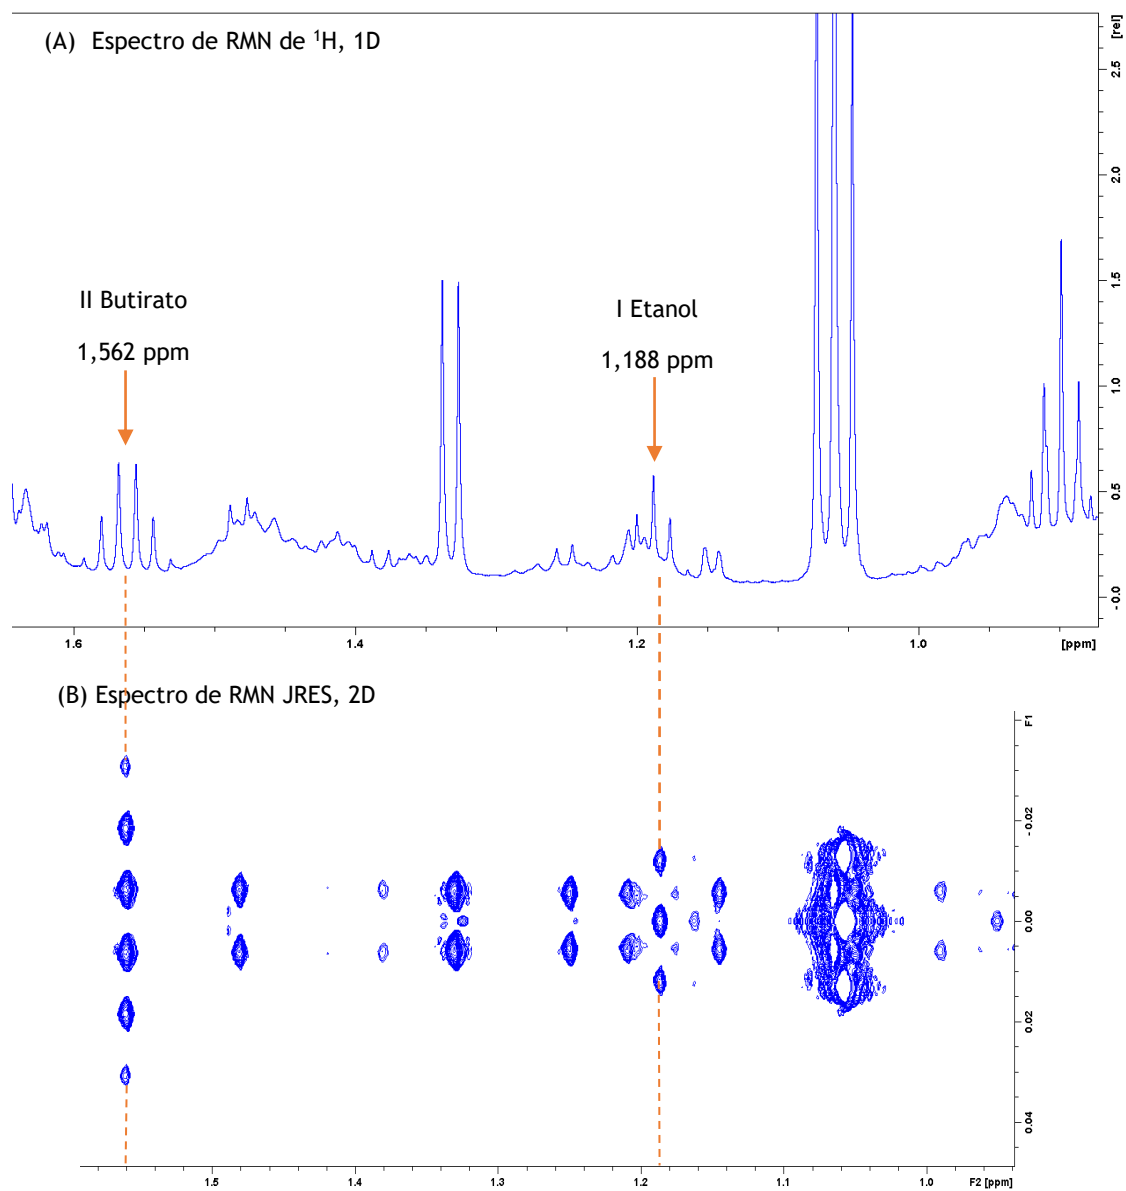 (A) Espectro de RMN de ¹H, 1D
[rel]
2.5
2.0
1.5
1.0
0.5
- 0.0
II Butirato
1,562 ppm
I Etanol
1,188 ppm
1.6
1.4
1.2
1.0
[ppm]
(B) Espectro de RMN JRES, 2D
F1
- 0.02
0.00
0.02
0.04
1.5
1.4
1.3
1.2
1.1
1.0
F2 [ppm]